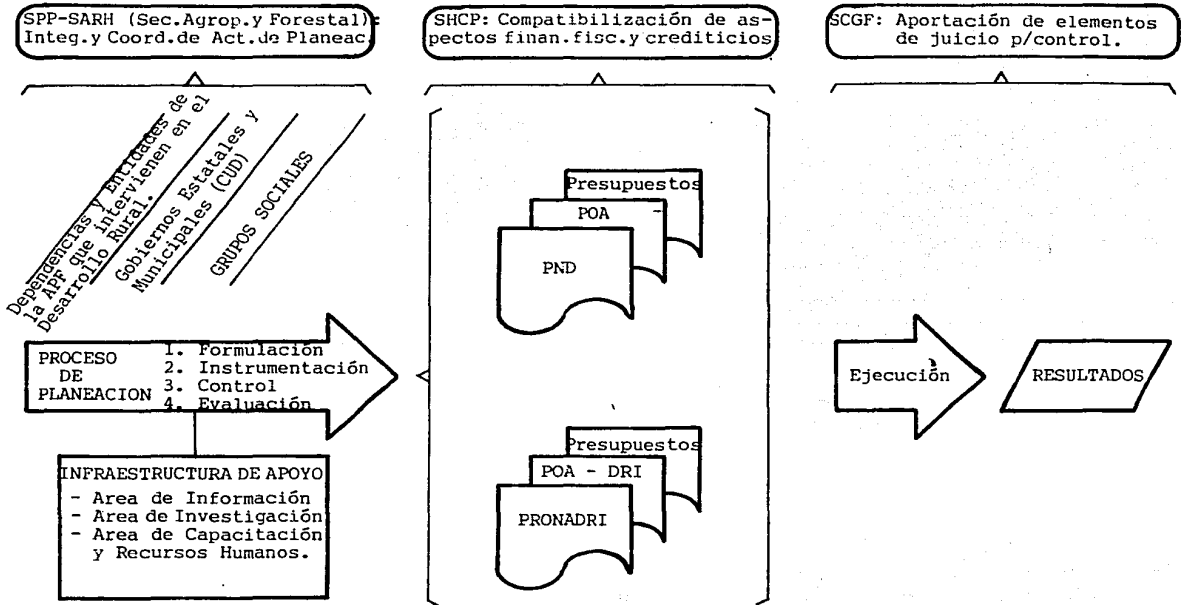 SPP-SARH (Sec.Agrop.y Forestal):
Integ.y Coord.de Act.de Planeac.
SHCP: Compatibilización de as-
pectos finan.fisc.y crediticios
SCGF: Aportación de elementos
de juicio p/control.
Dependencias y Entidades de
la APF que intervienen en el
Desarrollo Rural.
Gobiernos Estatales y
Municipales (CUD)
GRUPOS SOCIALES
Presupuestos
POA
PND
PROCESO
DE
PLANEACION
1. Formulación
2. Instrumentación
3. Control
4. Evaluación
Ejecución
RESULTADOS
INFRAESTRUCTURA DE APOYO
- Area de Información
- Area de Investigación
- Area de Capacitación
y Recursos Humanos.
Presupuestos
POA - DRI
PRONADRI